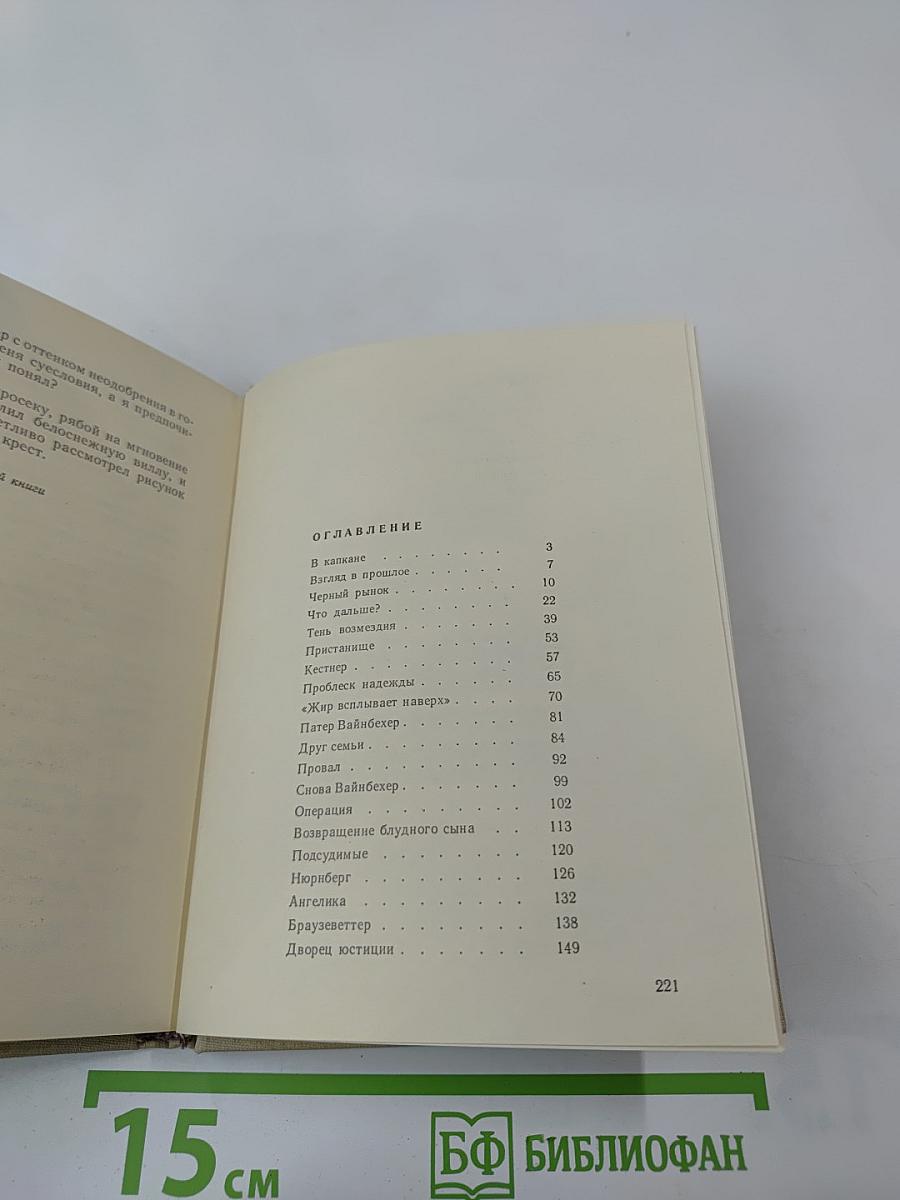 р с оттенком неодобрения в го-
еня суесловия, а я предпочи-
понял?
росеку, рябой на мгновение
лил белоснежную виллу, и
етливо рассмотрел рисунок
крест.
й книги
ОГЛАВЛЕНИЕ
В капкане . . . . . . . . 3
Взгляд в прошлое . . . . . . 7
Черный рынок . . . . . . . . 10
Что дальше? . . . . . . . . 22
Тень возмездия . . . . . . . 39
Пристанище . . . . . . . . 53
Кестнер . . . . . . . . . . 57
Проблеск надежды . . . . . . 65
«Жир всплывает наверх» . . . . 70
Патер Вайнбехер . . . . . . . 81
Друг семьи . . . . . . . . . 84
Провал . . . . . . . . . . 92
Снова Вайнбехер . . . . . . . 99
Операция . . . . . . . . . 102
Возвращение блудного сына . . 113
Подсудимые . . . . . . . . 120
Нюрнберг . . . . . . . . . 126
Ангелика . . . . . . . . . 132
Браузеветтер . . . . . . . . 138
Дворец юстиции . . . . . . . 149
221
15 см
БФ БИБЛИОФАН